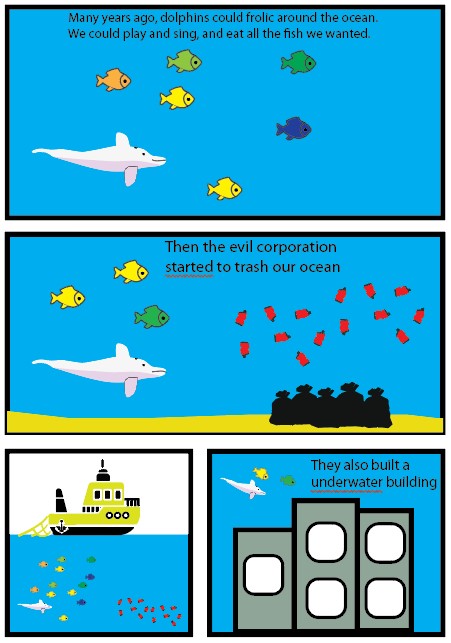 Many years ago, dolphins could frolic around the ocean.
We could play and sing, and eat all the fish we wanted.
Then the evil corporation
started to trash our ocean
They also built a
underwater building